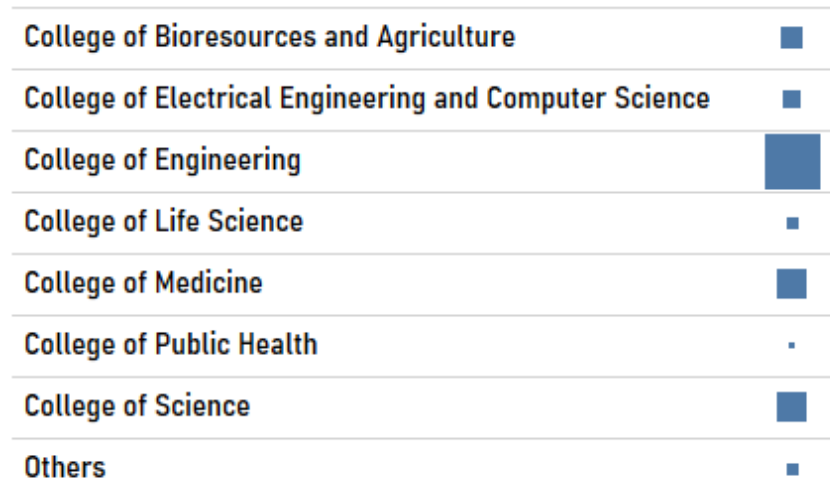 College of Bioresources and Agriculture
College of Electrical Engineering and Computer Science
College of Engineering
College of Life Science
College of Medicine
College of Public Health
College of Science
Others